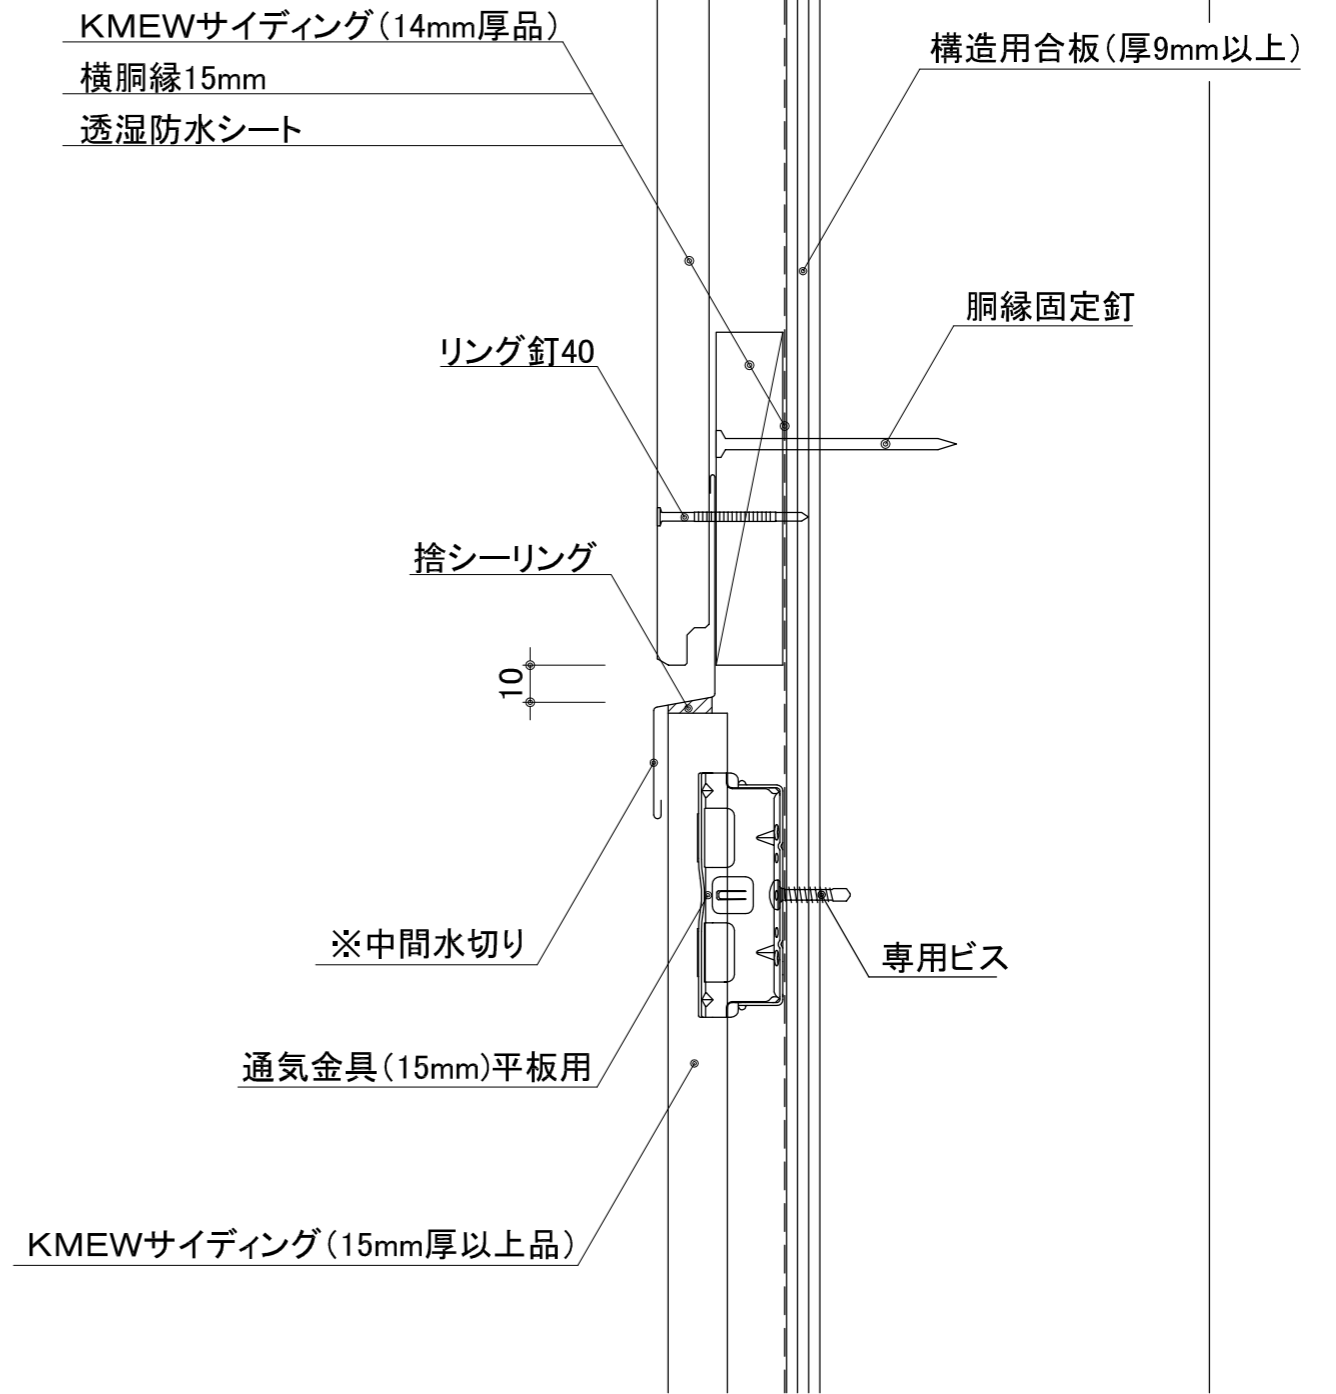 KMEWサイディング（14mm厚品）
横胴縁15mm
透湿防水シート
構造用合板（厚9mm以上）
胴縁固定釘
リング釘40
捨シーリング
10
※中間水切り
専用ビス
通気金具（15mm）平板用
KMEWサイディング（15mm厚以上品）